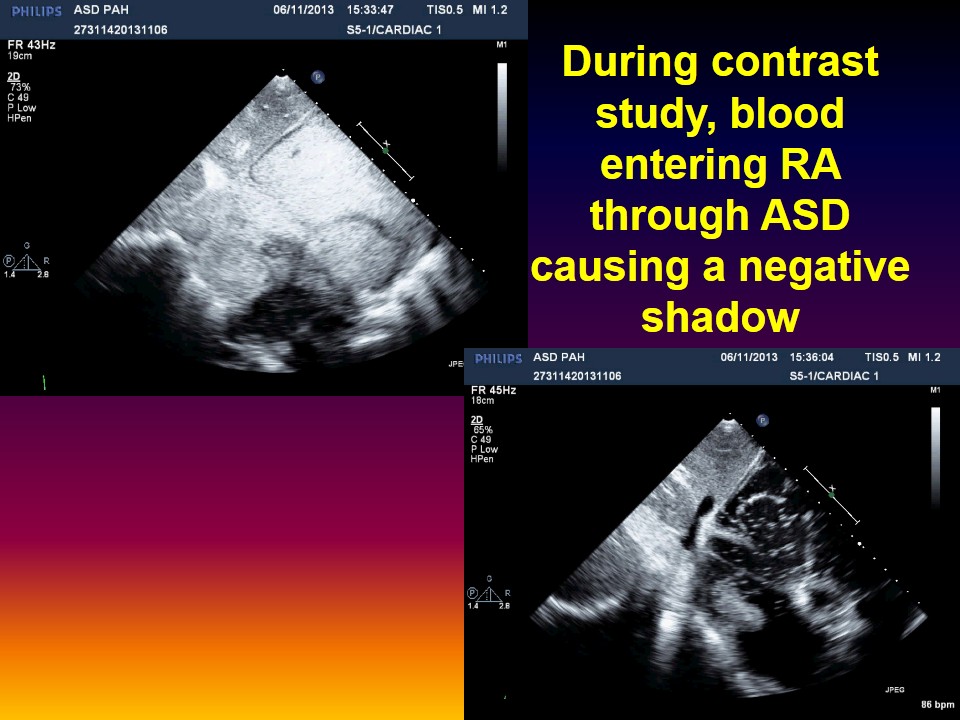 PHILIPS ASD PAH 06/11/2013 15:33:47 TIS0.5 MI 1.2
27311420131106 S5-1/CARDIAC 1
FR 43Hz
19cm
2D
73%
C 49
P Low
HPen
M1
P
x
G
P R
1.4 2.8
JPE
During contrast
study, blood
entering RA
through ASD
causing a negative
shadow
PHILIPS ASD PAH 06/11/2013 15:36:04 TIS0.5 MI 1.2
27311420131106 S5-1/CARDIAC 1
FR 45Hz
18cm
2D
65%
C 49
P Low
HPen
M1
P
x
G
P R
1.4 2.8
JPEG
86 bpm